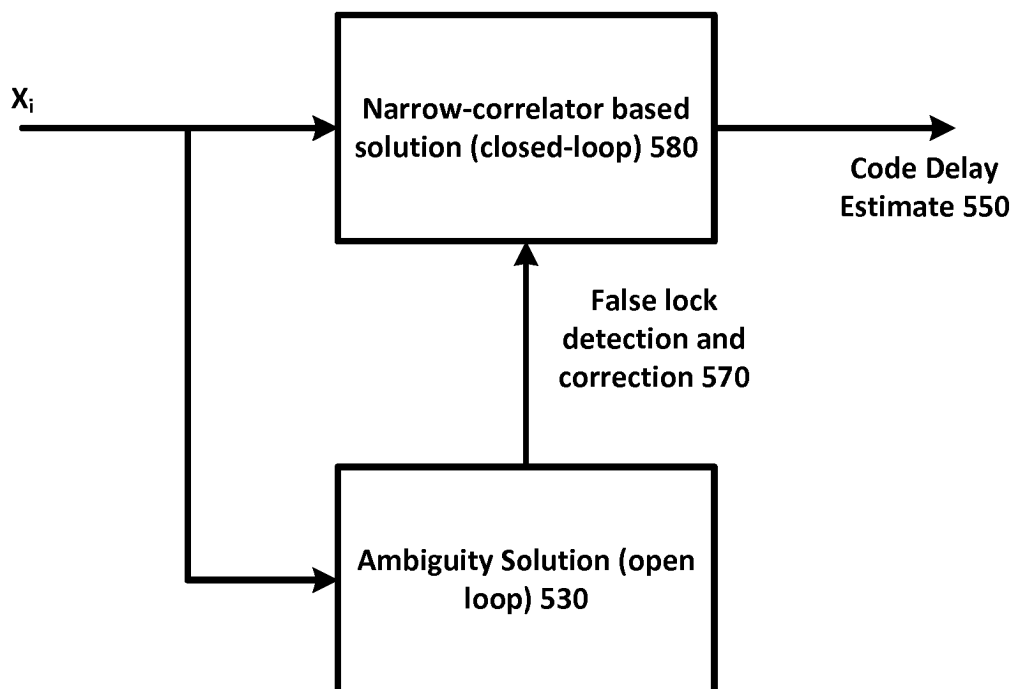 Xi
Narrow-correlator based
solution (closed-loop) 580
Code Delay
Estimate 550
False lock
detection and
correction 570
Ambiguity Solution (open
loop) 530